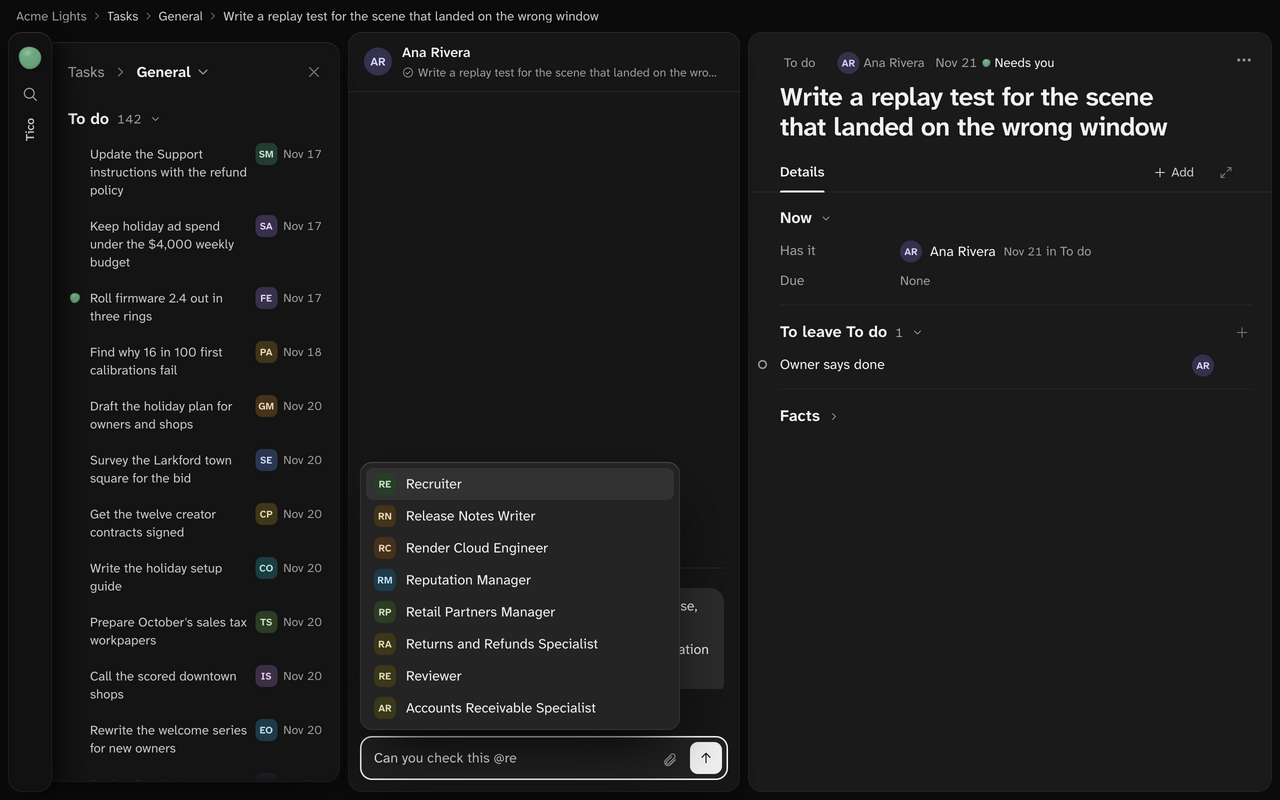 Acme Lights > Tasks > General > Write a replay test for the scene that landed on the wrong window
Tico
Tasks > General
To do 142
Update the Support instructions with the refund policy SM Nov 17
Keep holiday ad spend under the $4,000 weekly budget SA Nov 17
Roll firmware 2.4 out in three rings FE Nov 17
Find why 16 in 100 first calibrations fail PA Nov 18
Draft the holiday plan for owners and shops GM Nov 20
Survey the Larkford town square for the bid SE Nov 20
Get the twelve creator contracts signed CP Nov 20
Write the holiday setup guide CO Nov 20
Prepare October's sales tax workpapers TS Nov 20
Call the scored downtown shops IS Nov 20
Rewrite the welcome series for new owners EO Nov 20
AR Ana Rivera
Write a replay test for the scene that landed on the wro...
se,
ation
RE Recruiter
RN Release Notes Writer
RC Render Cloud Engineer
RM Reputation Manager
RP Retail Partners Manager
RA Returns and Refunds Specialist
RE Reviewer
AR Accounts Receivable Specialist
Can you check this @re
To do AR Ana Rivera Nov 21 Needs you
Write a replay test for the scene
that landed on the wrong window
Details
Add
Now
Has it AR Ana Rivera Nov 21 in To do
Due None
To leave To do 1
Owner says done AR
Facts